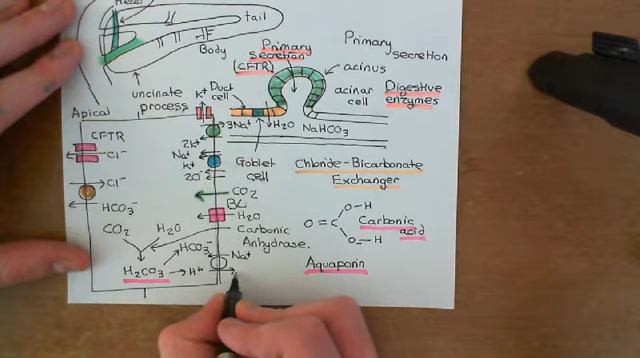 Head
tail
Body
uncinate
process
Primary
secretion
(CFTR)
Primary
secretion
acinus
acinar
cell
Digestive
enzymes
Duct
cell
H2O
NaHCO3
Goblet
cell
Apical
CFTR
Cl-
Cl-
HCO3-
K+
3Na+
2K+
Na+
K+
CO2
BL
H2O
Carbonic
Anhydrase.
CO2
H2O
HCO3-
H2CO3
H+
Na+
Chloride-Bicarbonate
Exchanger
O=C
O-H
O-H
Carbonic
acid
Aquaporin